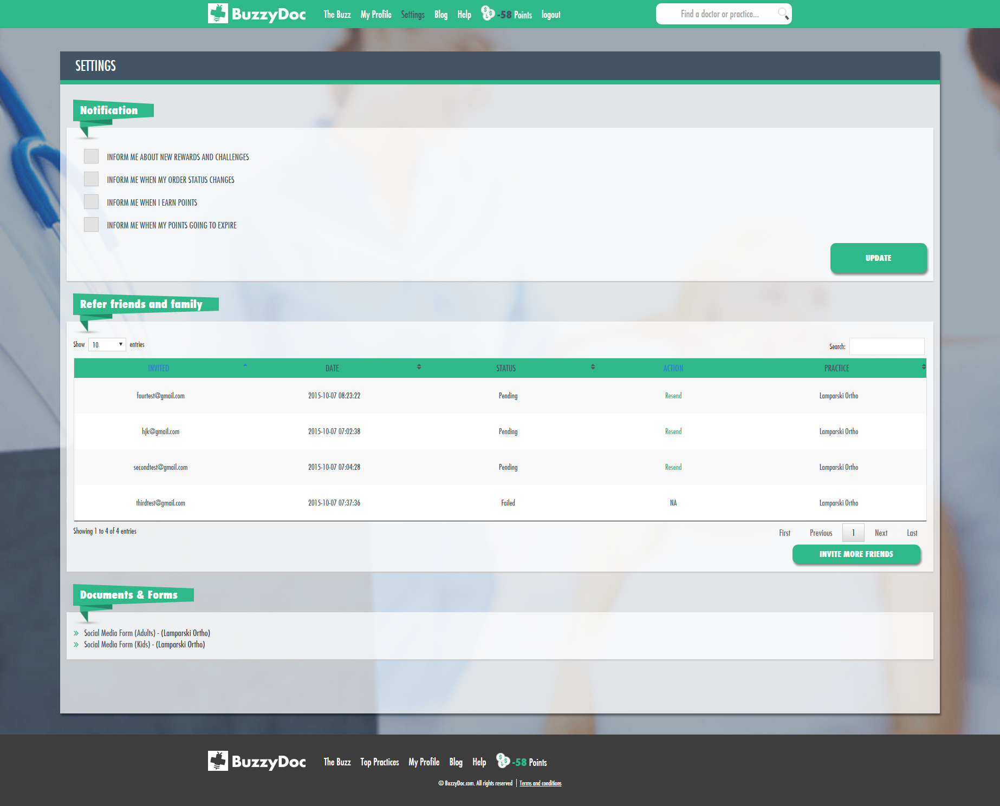 BuzzyDoc The Buzz My Profile Settings Blog Help -58 Points logout Find a doctor or practice...
SETTINGS
Notification
INFORM ME ABOUT NEW REWARDS AND CHALLENGES
INFORM ME WHEN MY ORDER STATUS CHANGES
INFORM ME WHEN I EARN POINTS
INFORM ME WHEN MY POINTS GOING TO EXPIRE
UPDATE
Refer friends and family
Show 10 entries Search:
INVITED DATE STATUS ACTION PRACTICE
fourtest@gmail.com 2015-10-07 08:23:22 Pending Resend Lamparski Ortho
hjk@gmail.com 2015-10-07 07:02:38 Pending Resend Lamparski Ortho
secondtest@gmail.com 2015-10-07 07:04:28 Pending Resend Lamparski Ortho
thirdtest@gmail.com 2015-10-07 07:37:36 Failed NA Lamparski Ortho
Showing 1 to 4 of 4 entries First Previous 1 Next Last
INVITE MORE FRIENDS
Documents & Forms
» Social Media Form (Adults) - (Lamparski Ortho)
» Social Media Form (Kids) - (Lamparski Ortho)
BuzzyDoc The Buzz Top Practices My Profile Blog Help -58 Points
© BuzzyDoc.com. All rights reserved | Terms and conditions